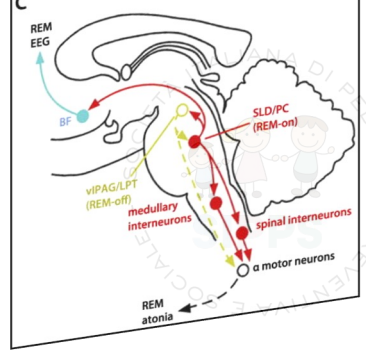 C
REM
EEG
BF
SLD/PC
(REM-on)
vlPAG/LPT
(REM-off)
medullary
interneurons
spinal interneurons
α motor neurons
REM
atonia